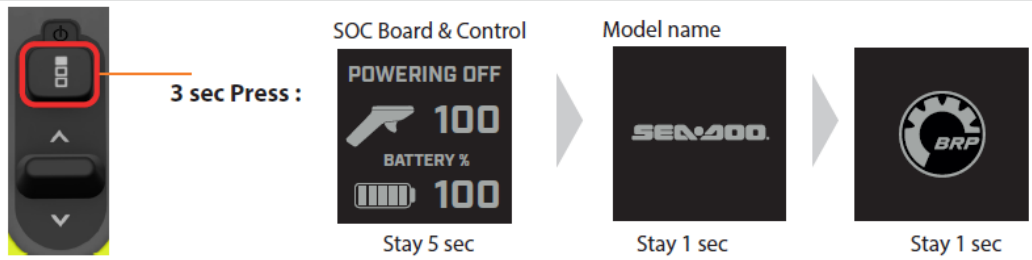 3 sec Press :
SOC Board & Control
POWERING OFF
100
BATTERY %
100
Stay 5 sec
Model name
SEA-DOO.
Stay 1 sec
BRP
Stay 1 sec